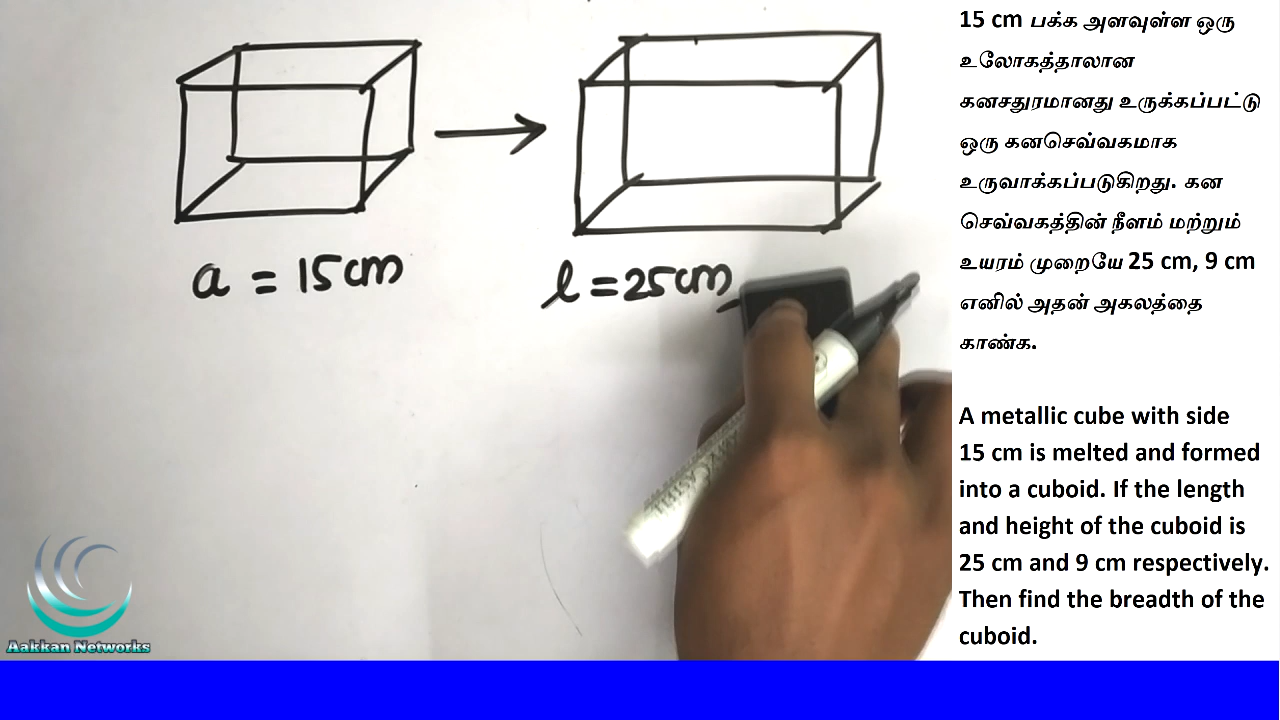 a = 15cm
l = 25cm
15 cm பக்க அளவுள்ள ஒரு
உலோகத்தாலான
கனசதுரமானது உருக்கப்பட்டு
ஒரு கனசெவ்வகமாக
உருவாக்கப்படுகிறது. கன
செவ்வகத்தின் நீளம் மற்றும்
உயரம் முறையே 25 cm, 9 cm
எனில் அதன் அகலத்தை
காண்க.
A metallic cube with side
15 cm is melted and formed
into a cuboid. If the length
and height of the cuboid is
25 cm and 9 cm respectively.
Then find the breadth of the
cuboid.
Aakkan Networks